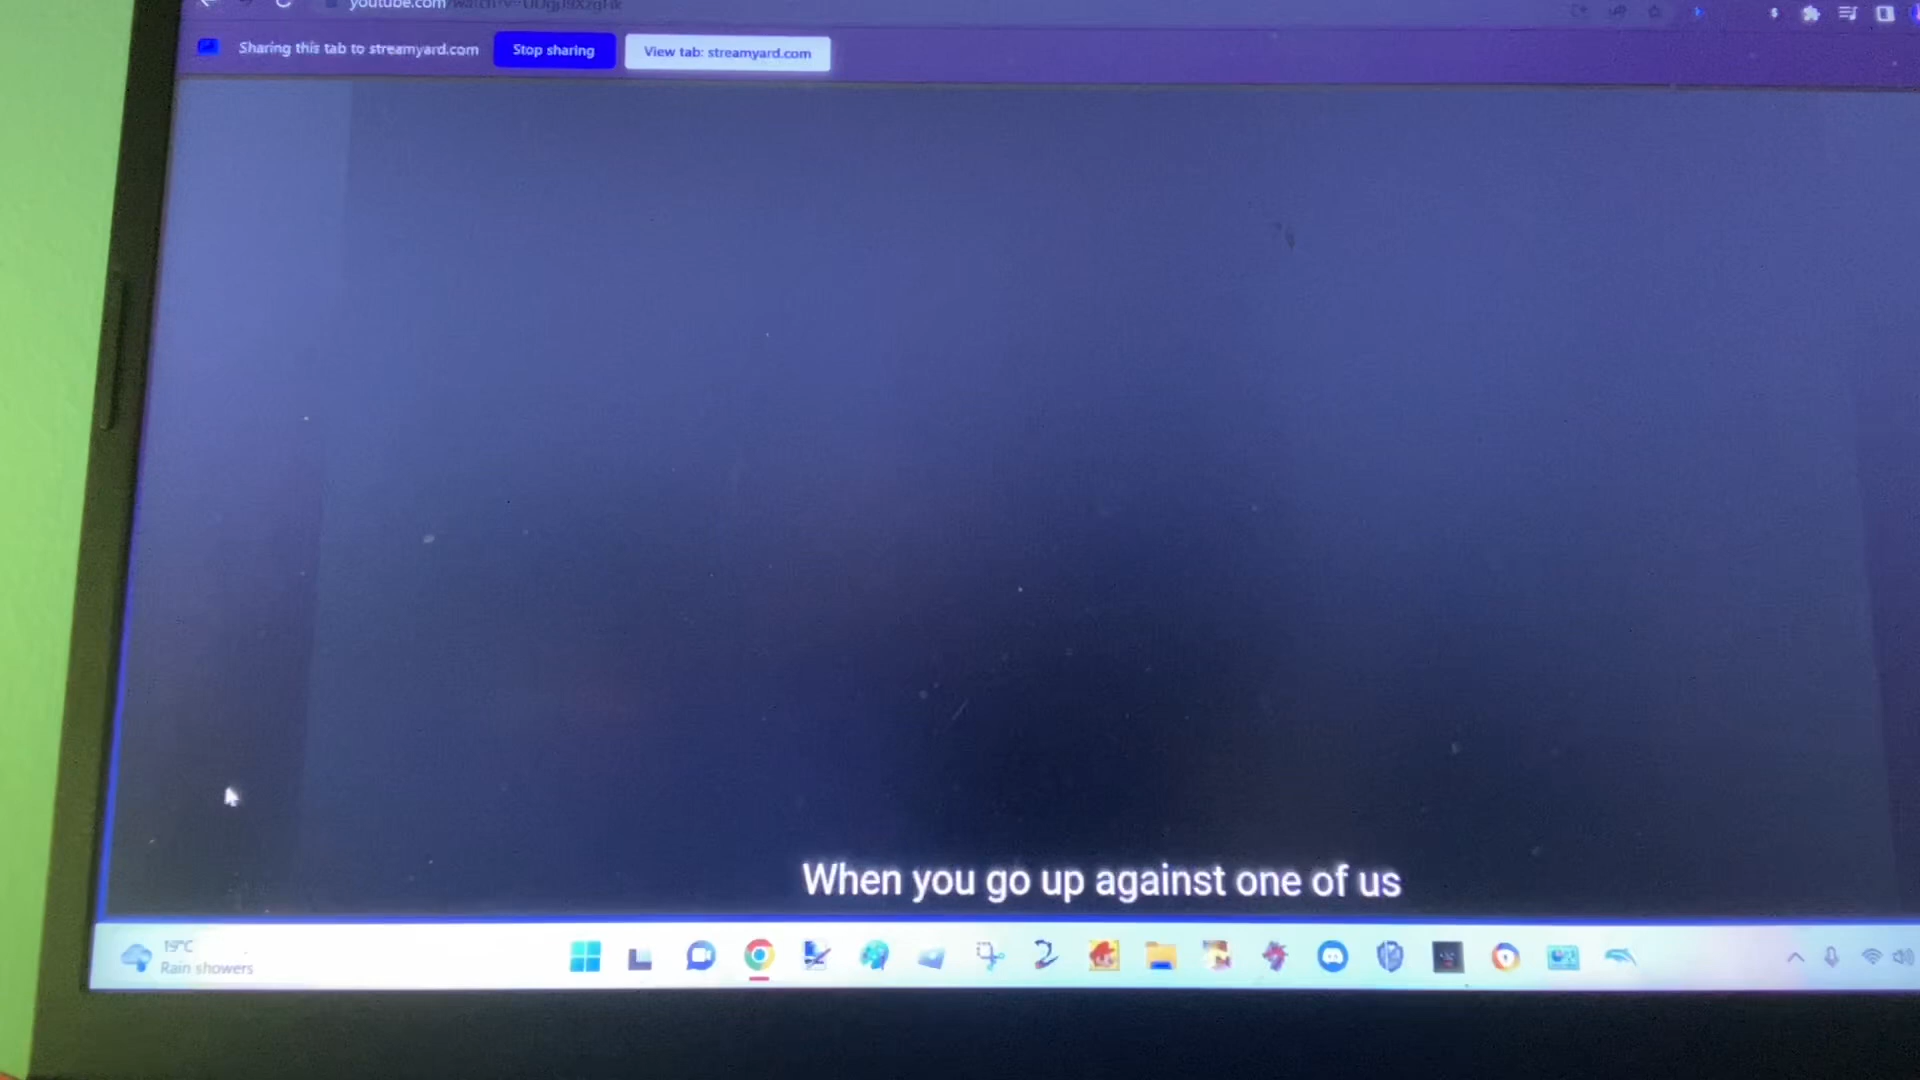 youtube.com
Sharing this tab to streamyard.com
Stop sharing
View tab: streamyard.com
When you go up against one of us
19°C
Rain showers